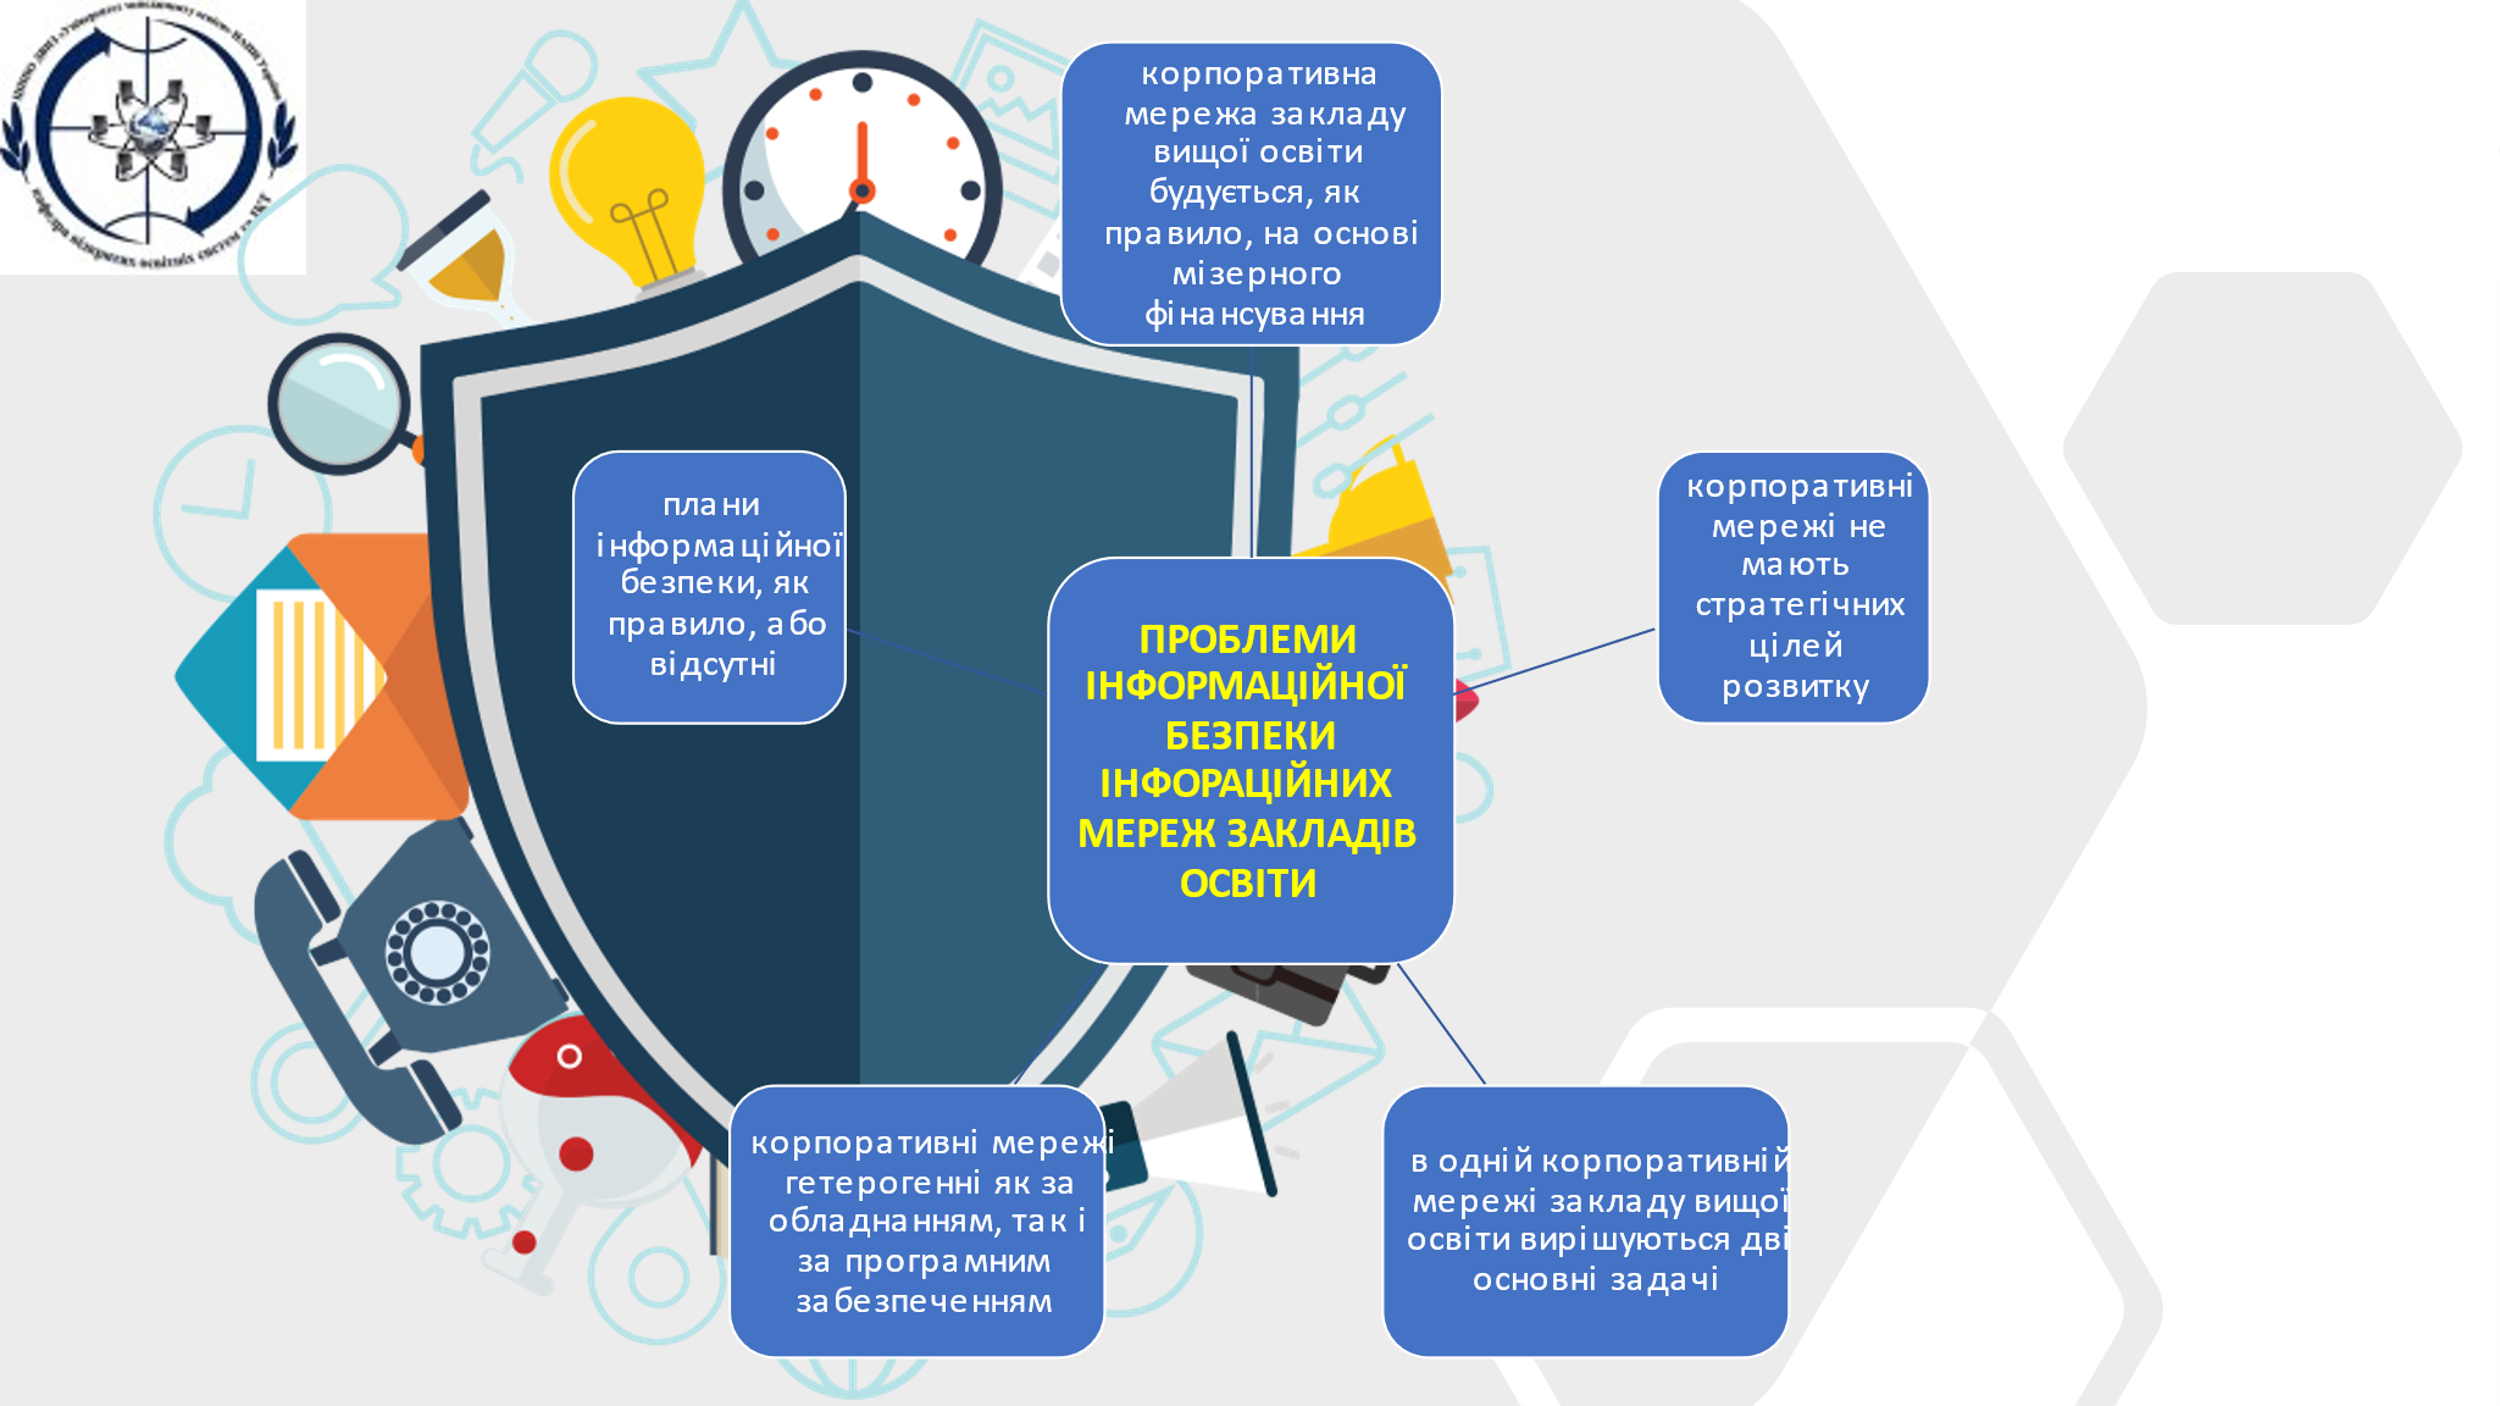 корпоративна
мережа закладу
вищої освіти
будується, як
правило, на основі
мізерного
фінансування
плани
інформаційної
безпеки, як
правило, або
відсутні
корпоративні
мережі не
мають
стратегічних
цілей
розвитку
ПРОБЛЕМИ
ІНФОРМАЦІЙНОЇ
БЕЗПЕКИ
ІНФОРАЦІЙНИХ
МЕРЕЖ ЗАКЛАДІВ
ОСВІТИ
корпоративні мережі
гетерогенні як за
обладнанням, так і
за програмним
забезпеченням
в одній корпоративній
мережі закладу вищої
освіти вирішуються дві
основні задачі